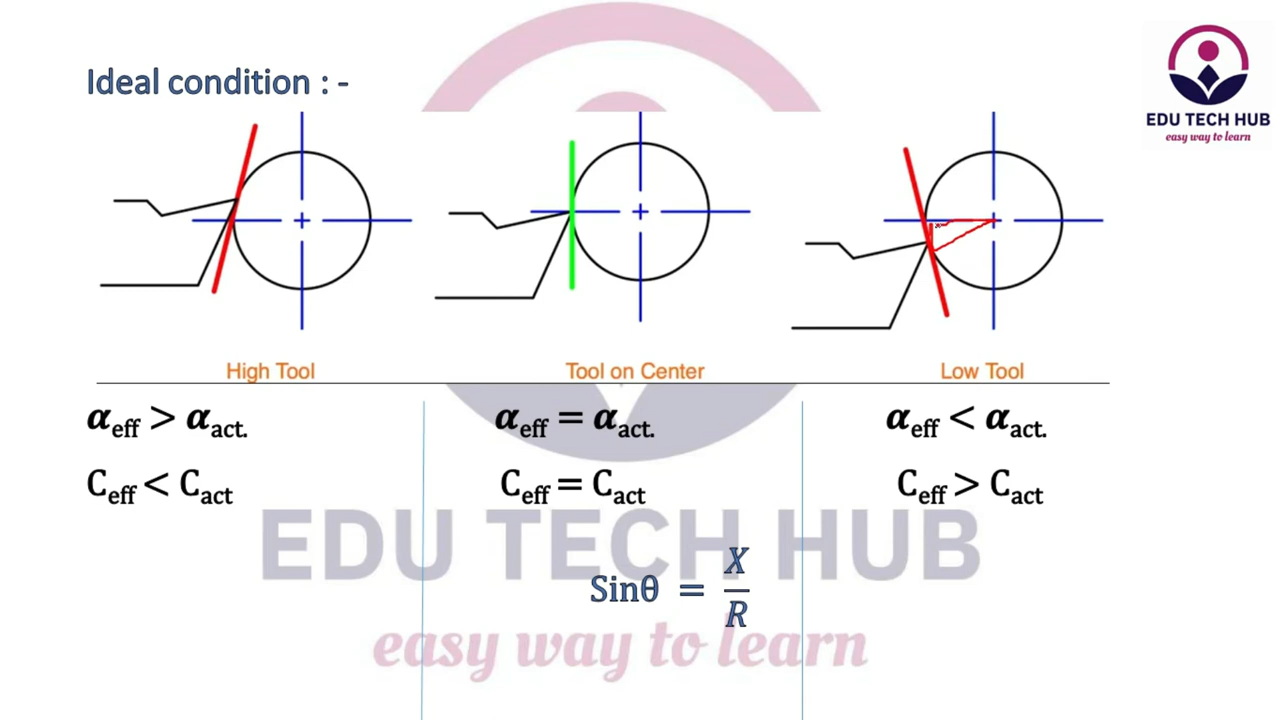 Ideal condition : -
EDU TECH HUB
easy way to learn
High Tool
Tool on Center
Low Tool
𝜶eff > 𝜶act.
𝜶eff = 𝜶act.
𝜶eff < 𝜶act.
Ceff < Cact
Ceff = Cact
Ceff > Cact
EDU TECH HUB
Sinθ = X/R
easy way to learn